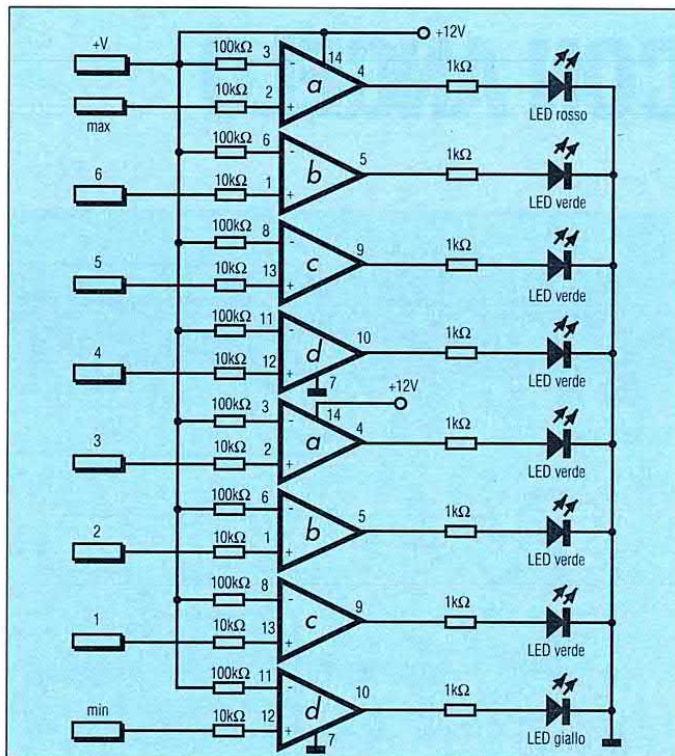 +12V
+V
100kΩ
3
-
14
a
4
1kΩ
max
10kΩ
2
+
LED rosso
100kΩ
6
-
b
5
1kΩ
6
10kΩ
1
+
LED verde
100kΩ
8
-
c
9
1kΩ
5
10kΩ
13
+
LED verde
100kΩ
11
-
d
10
1kΩ
4
10kΩ
12
+
7
LED verde
+12V
100kΩ
3
-
14
a
4
1kΩ
3
10kΩ
2
+
LED verde
100kΩ
6
-
b
5
1kΩ
2
10kΩ
1
+
LED verde
100kΩ
8
-
c
9
1kΩ
1
10kΩ
13
+
LED verde
100kΩ
11
-
d
10
1kΩ
min
10kΩ
12
+
7
LED giallo